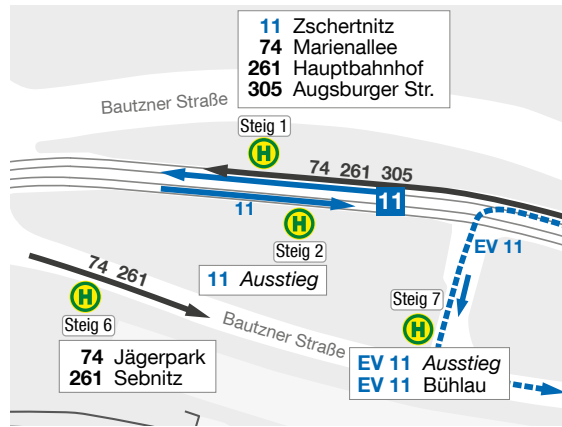 11 Zschertnitz
74 Marienallee
261 Hauptbahnhof
305 Augsburger Str.
Bautzner Straße
Steig 1
H
74 261 305
11
11
H
Steig 2
11 Ausstieg
EV 11
74 261
H
Steig 6
74 Jägerpark
261 Sebnitz
Bautzner Straße
Steig 7
H
EV 11 Ausstieg
EV 11 Bühlau